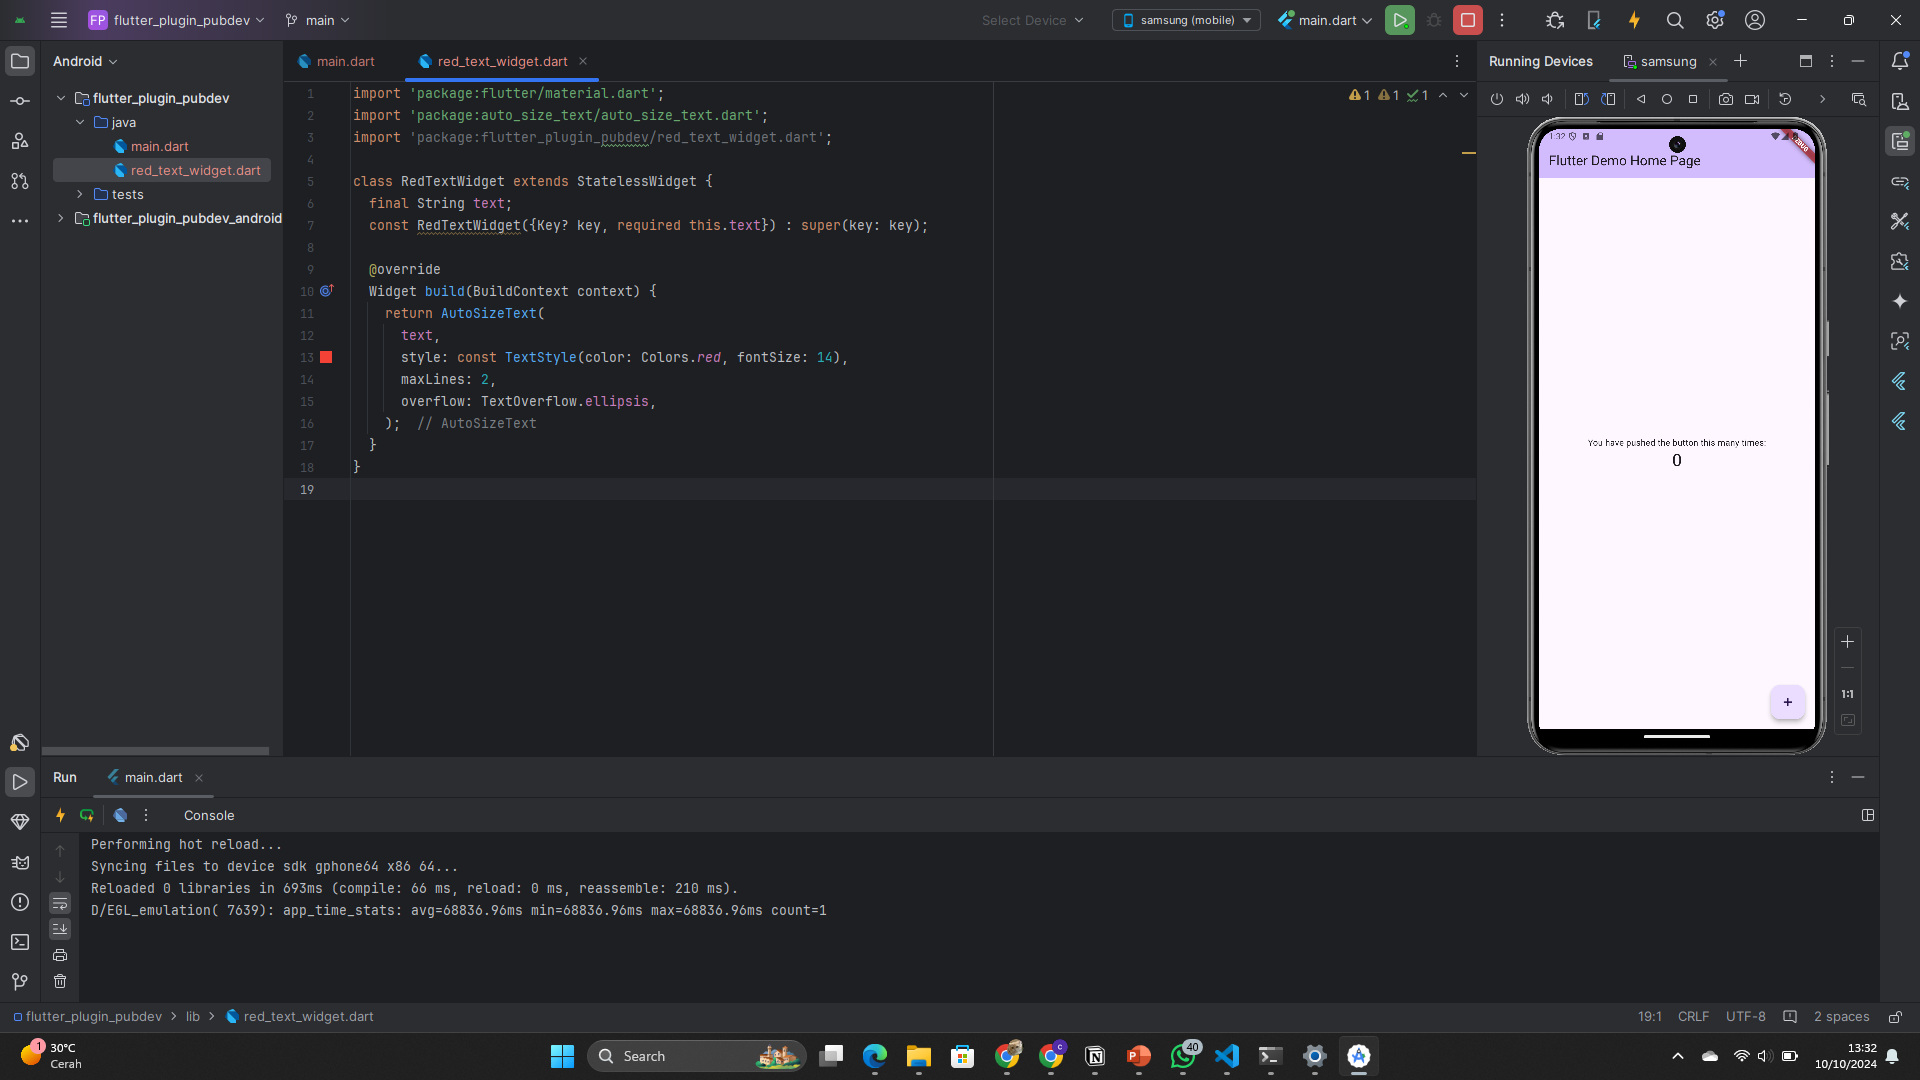 FP flutter_plugin_pubdev main Select Device samsung (mobile) main.dart
Android
flutter_plugin_pubdev
java
main.dart
red_text_widget.dart
tests
flutter_plugin_pubdev_android
main.dart red_text_widget.dart
1 import 'package:flutter/material.dart';
2 import 'package:auto_size_text/auto_size_text.dart';
3 import 'package:flutter_plugin_pubdev/red_text_widget.dart';
4
5 class RedTextWidget extends StatelessWidget {
6 final String text;
7 const RedTextWidget({Key? key, required this.text}) : super(key: key);
8
9 @override
10 Widget build(BuildContext context) {
11 return AutoSizeText(
12 text,
13 style: const TextStyle(color: Colors.red, fontSize: 14),
14 maxLines: 2,
15 overflow: TextOverflow.ellipsis,
16 ); // AutoSizeText
17 }
18 }
19
1 1 1
Running Devices samsung
1:32
Flutter Demo Home Page
You have pushed the button this many times:
0
+
1:1
Run main.dart
Console
Performing hot reload...
Syncing files to device sdk gphone64 x86 64...
Reloaded 0 libraries in 693ms (compile: 66 ms, reload: 0 ms, reassemble: 210 ms).
D/EGL_emulation( 7639): app_time_stats: avg=68836.96ms min=68836.96ms max=68836.96ms count=1
flutter_plugin_pubdev > lib > red_text_widget.dart
19:1 CRLF UTF-8 2 spaces
1 30°C
Cerah
Search
40
13:32
10/10/2024